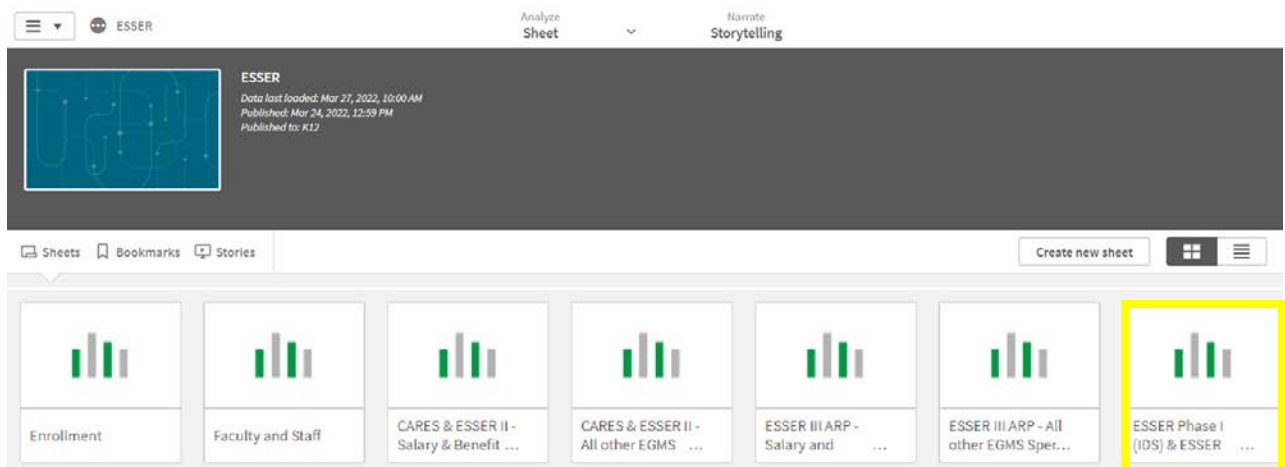 ESSER
Analyze
Sheet
Narrate
Storytelling
ESSER
Data last loaded: Mar 27, 2022, 10:00 AM
Published: Mar 24, 2022, 12:59 PM
Published to: K12
Sheets Bookmarks Stories
Create new sheet
Enrollment
Faculty and Staff
CARES & ESSER II -
Salary & Benefit ...
CARES & ESSER II -
All other EGMS ...
ESSER III ARP -
Salary and ...
ESSER III ARP - All
other EGMS Sper...
ESSER Phase I
(IDS) & ESSER ...